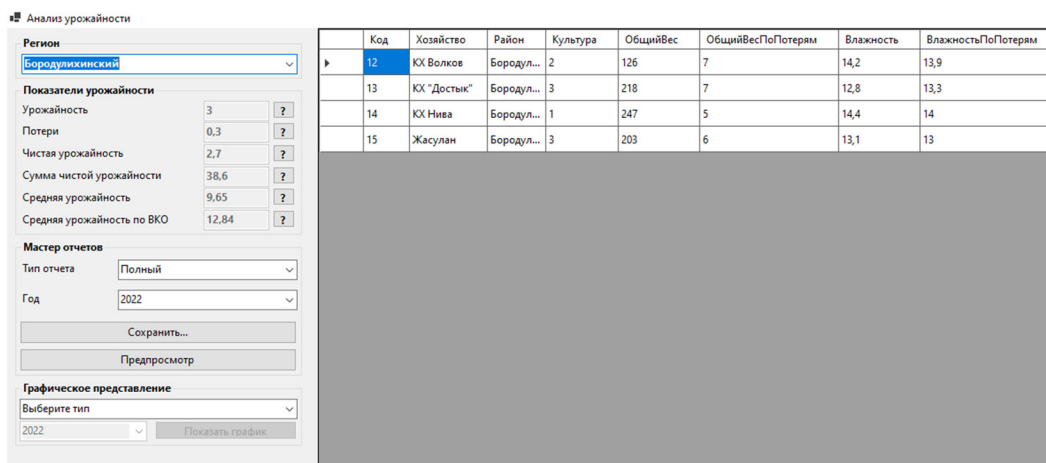 Анализ урожайности
Регион
Бородулихинский
Показатели урожайности
Урожайность 3 ?
Потери 0,3 ?
Чистая урожайность 2,7 ?
Сумма чистой урожайности 38,6 ?
Средняя урожайность 9,65 ?
Средняя урожайность по ВКО 12,84 ?
Мастер отчетов
Тип отчета Полный
Год 2022
Сохранить...
Предпросмотр
Графическое представление
Выберите тип
2022 Показать график
Код Хозяйство Район Культура ОбщийВес ОбщийВесПоПотерям Влажность ВлажностьПоПотерям
12 КХ Волков Бородул... 2 126 7 14,2 13,9
13 КХ "Достык" Бородул... 3 218 7 12,8 13,3
14 КХ Нива Бородул... 1 247 5 14,4 14
15 Жасулан Бородул... 3 203 6 13,1 13